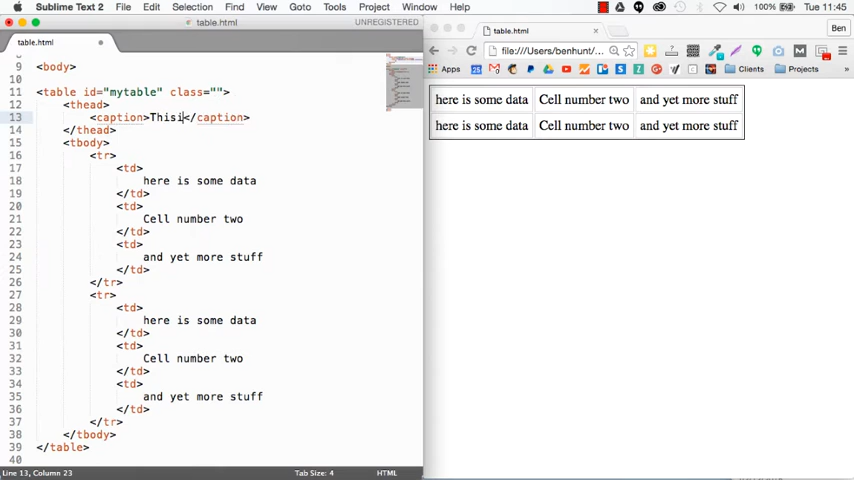 Sublime Text 2 File Edit Selection Find View Goto Tools Project Window Help Tue 11:45
table.html UNREGISTERED
table.html
9 <body>
10
11 <table id="mytable" class="">
12 <thead>
13 <caption>Thisi</caption>
14 </thead>
15 <tbody>
16 <tr>
17 <td>
18 here is some data
19 </td>
20 <td>
21 Cell number two
22 </td>
23 <td>
24 and yet more stuff
25 </td>
26 </tr>
27 <tr>
28 <td>
29 here is some data
30 </td>
31 <td>
32 Cell number two
33 </td>
34 <td>
35 and yet more stuff
36 </td>
37 </tr>
38 </tbody>
39 </table>
40
Line 13, Column 23 Tab Size: 4 HTML
table.html Ben
file:///Users/benhunt/...
Apps Clients Projects
here is some data Cell number two and yet more stuff
here is some data Cell number two and yet more stuff